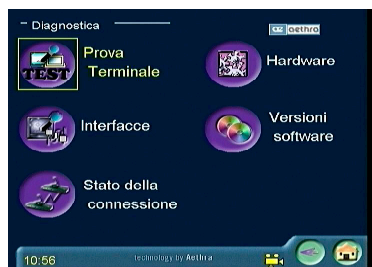 Diagnostica
aethra
Prova
Terminale
TEST
Hardware
Interfacce
Versioni
software
Stato della
connessione
10:56
technology by Aethra